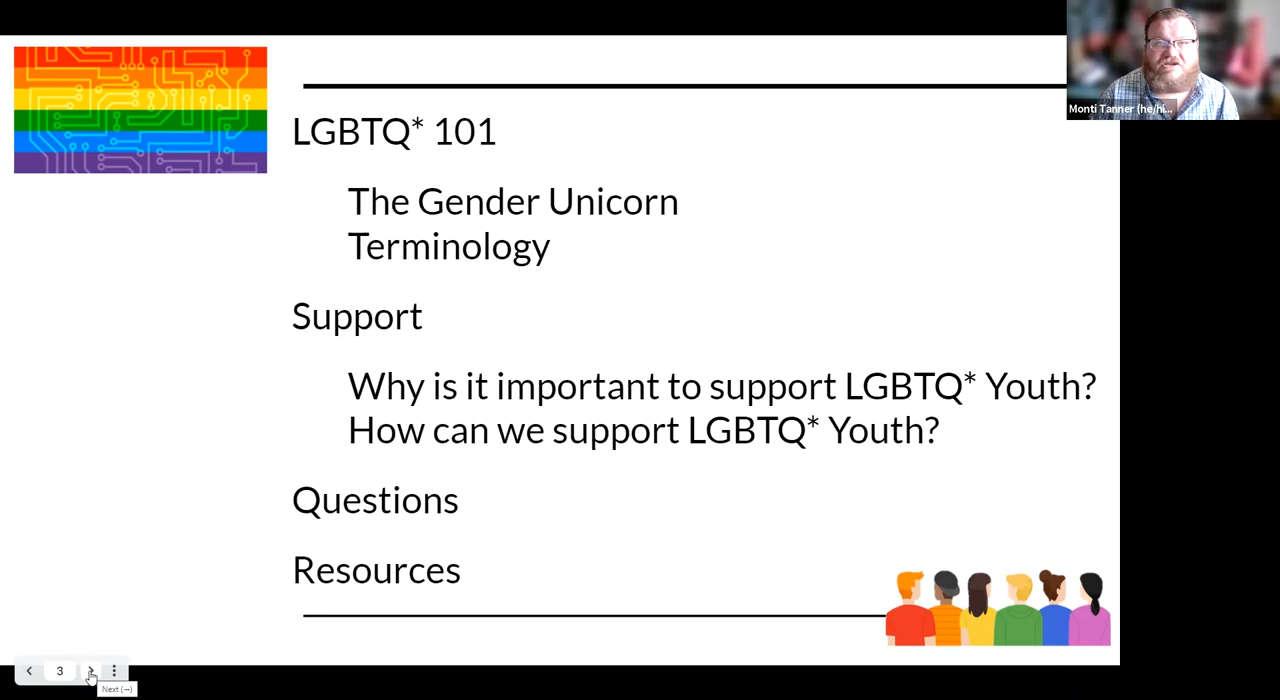 Monti Tanner (he/hi...
LGBTQ* 101
The Gender Unicorn
Terminology
Support
Why is it important to support LGBTQ* Youth?
How can we support LGBTQ* Youth?
Questions
Resources
3
Next (→)